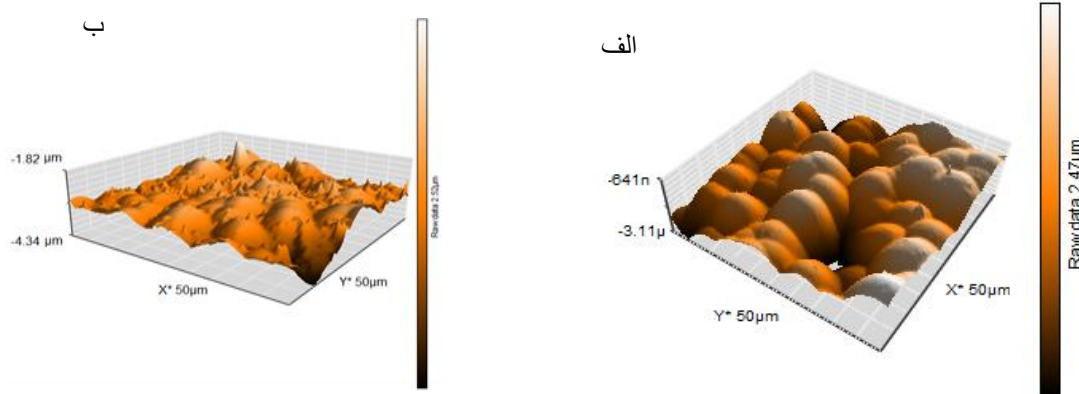 ب
-1.82 µm
-4.34 µm
X* 50µm
Y* 50µm
Raw data 2.52µm
الف
-641n
-3.11µ
Y* 50µm
X* 50µm
Raw data 2.47µm